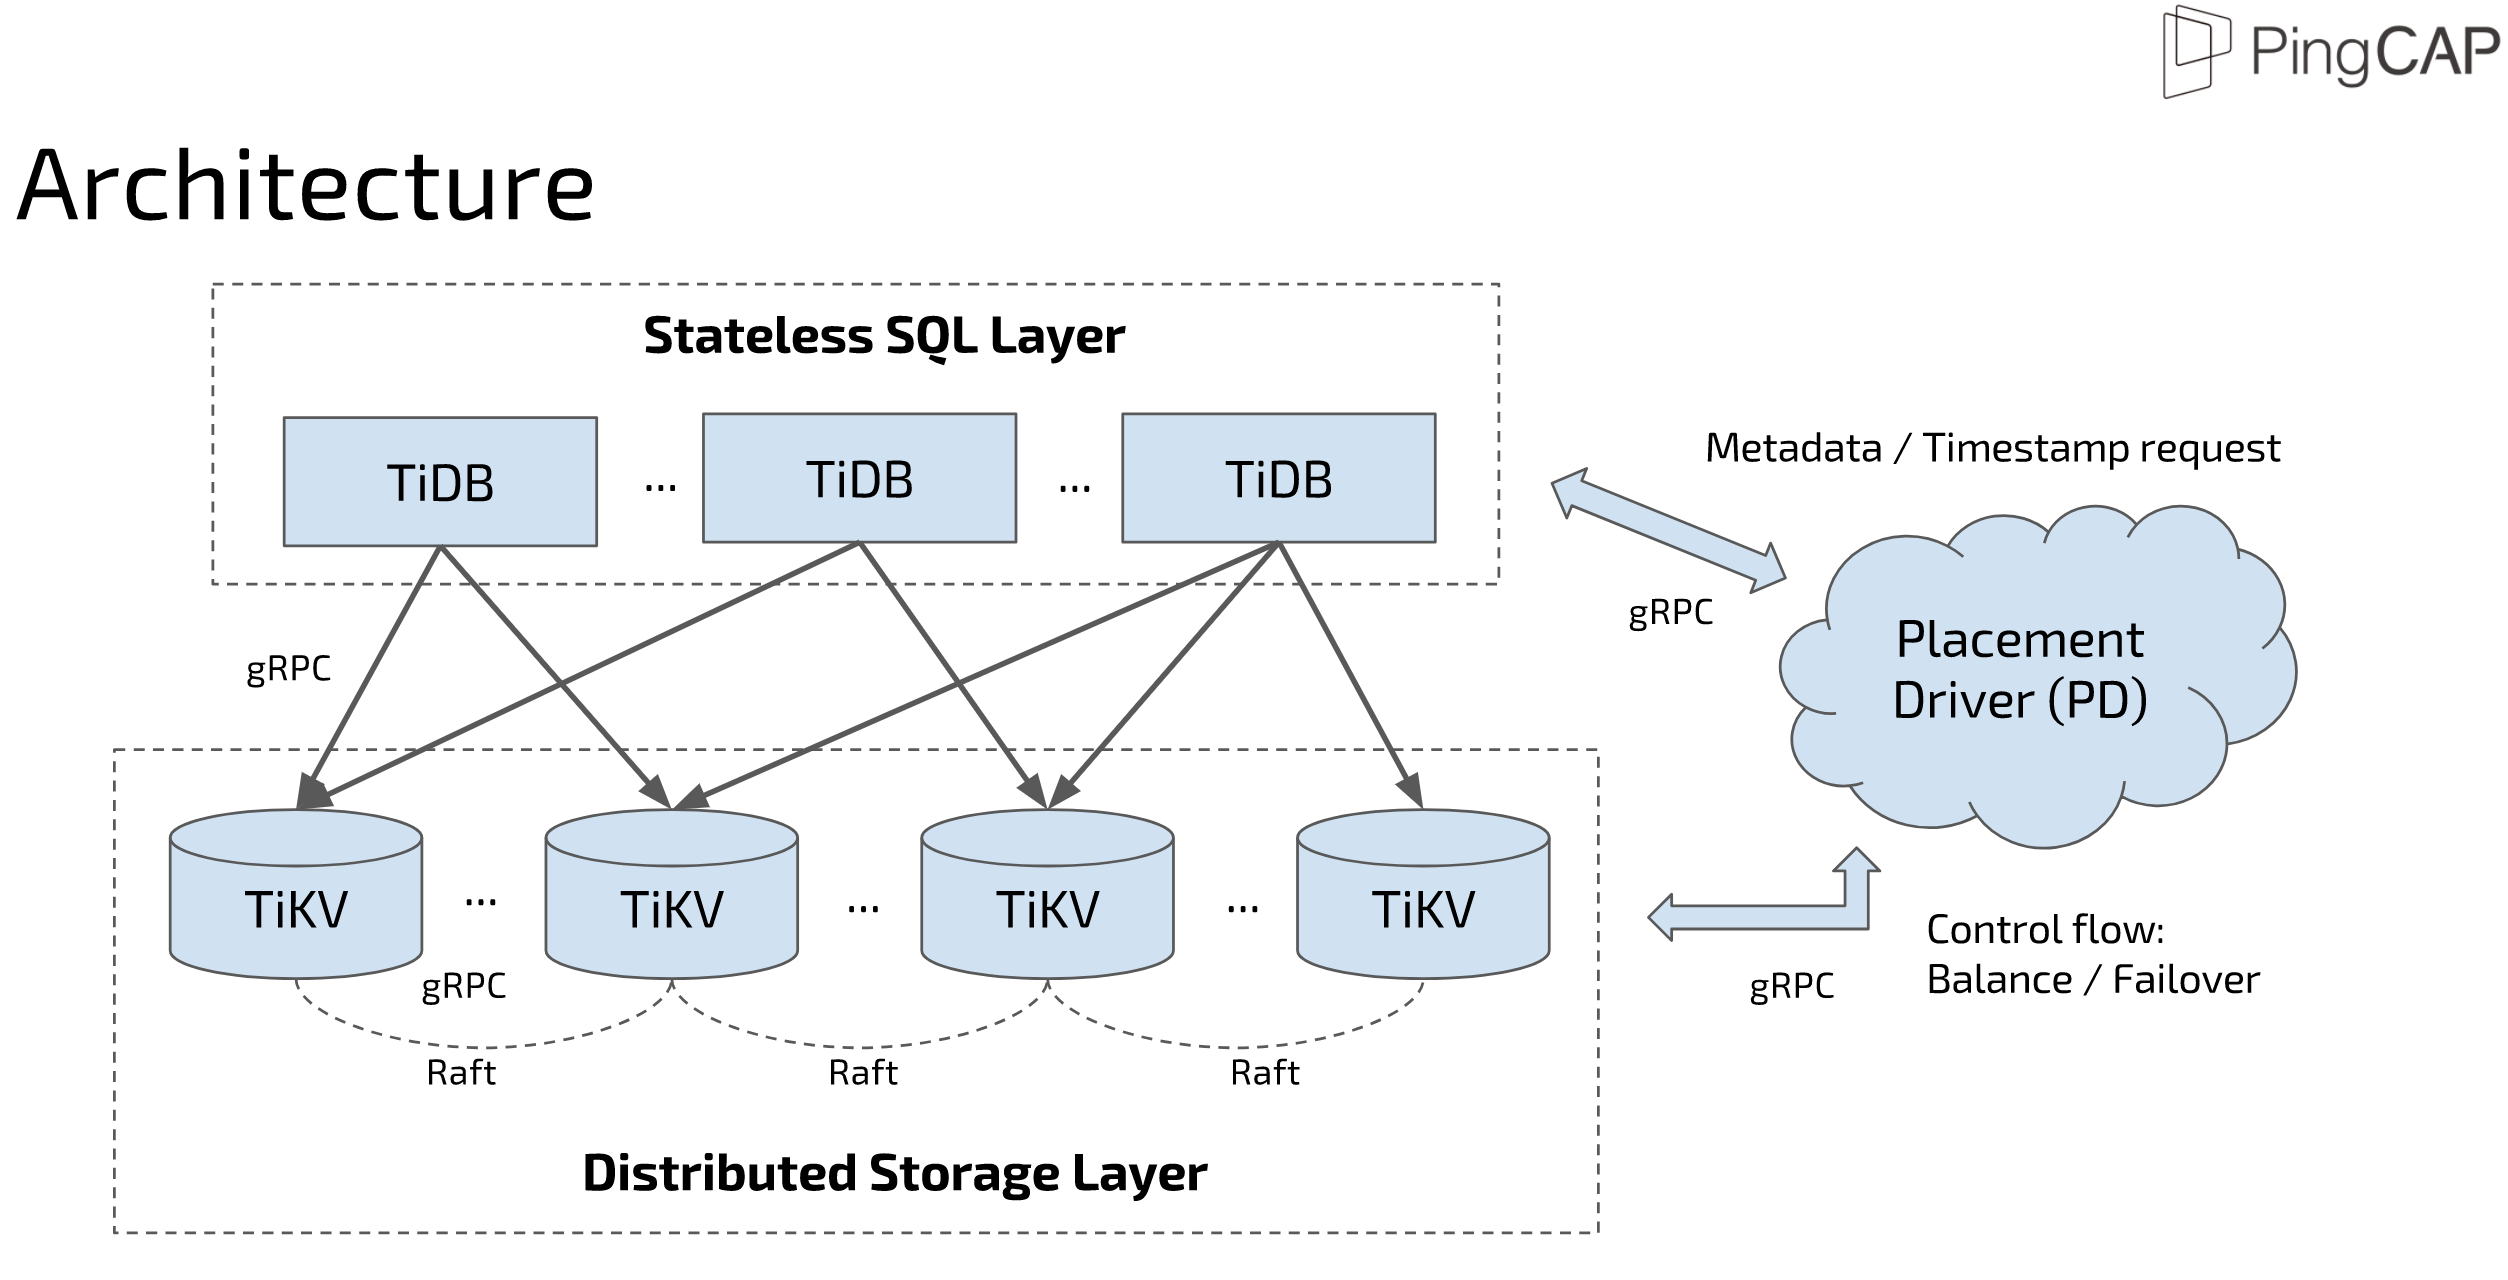 PingCAP
Architecture
Stateless SQL Layer
TiDB ... TiDB ... TiDB
Metadata / Timestamp request
gRPC
Placement
Driver (PD)
gRPC
TiKV ... TiKV ... TiKV ... TiKV
gRPC
Raft Raft Raft
Distributed Storage Layer
gRPC
Control flow:
Balance / Failover